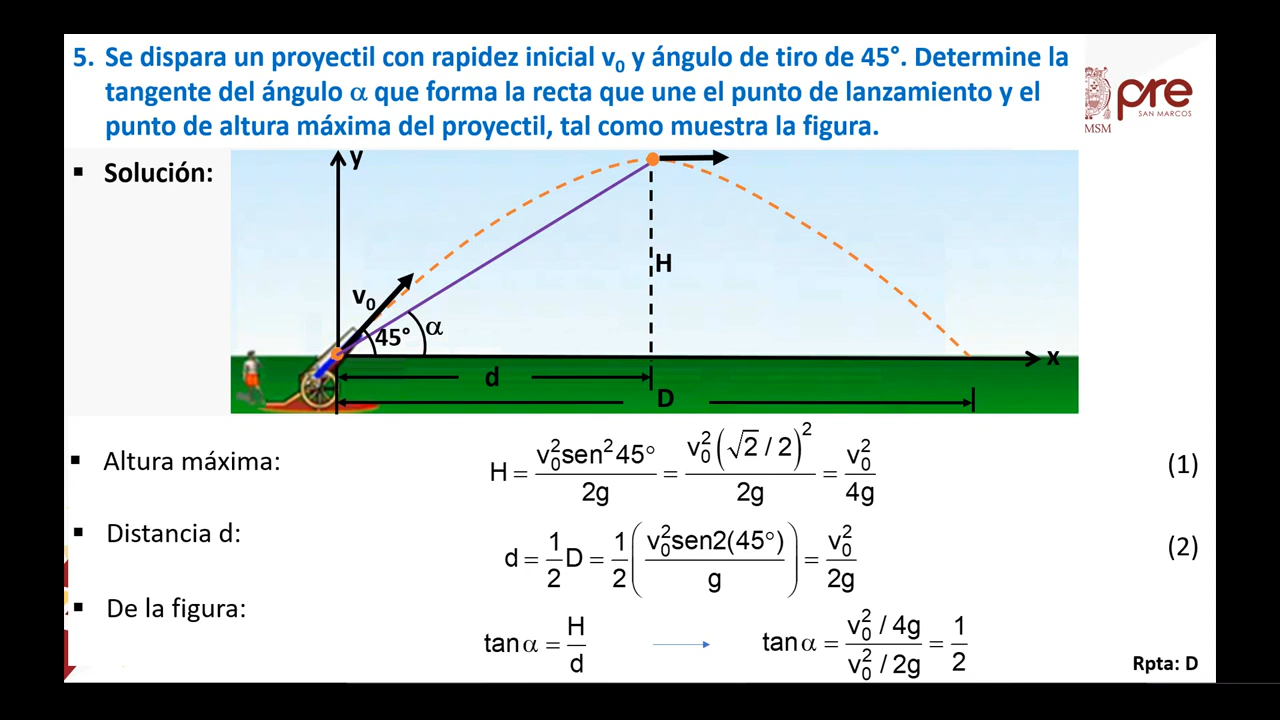 5. Se dispara un proyectil con rapidez inicial v₀ y ángulo de tiro de 45°. Determine la
tangente del ángulo α que forma la recta que une el punto de lanzamiento y el
punto de altura máxima del proyectil, tal como muestra la figura.
pre
SAN MARCOS
MSM
▪ Solución:
y
H
v₀
45°
α
x
d
D
▪ Altura máxima: H = v₀²sen²45° / 2g = v₀²(√2 / 2)² / 2g = v₀² / 4g (1)
▪ Distancia d: d = 1/2 D = 1/2 (v₀²sen2(45°) / g) = v₀² / 2g (2)
▪ De la figura:
tan α = H / d → tan α = (v₀² / 4g) / (v₀² / 2g) = 1/2
Rpta: D